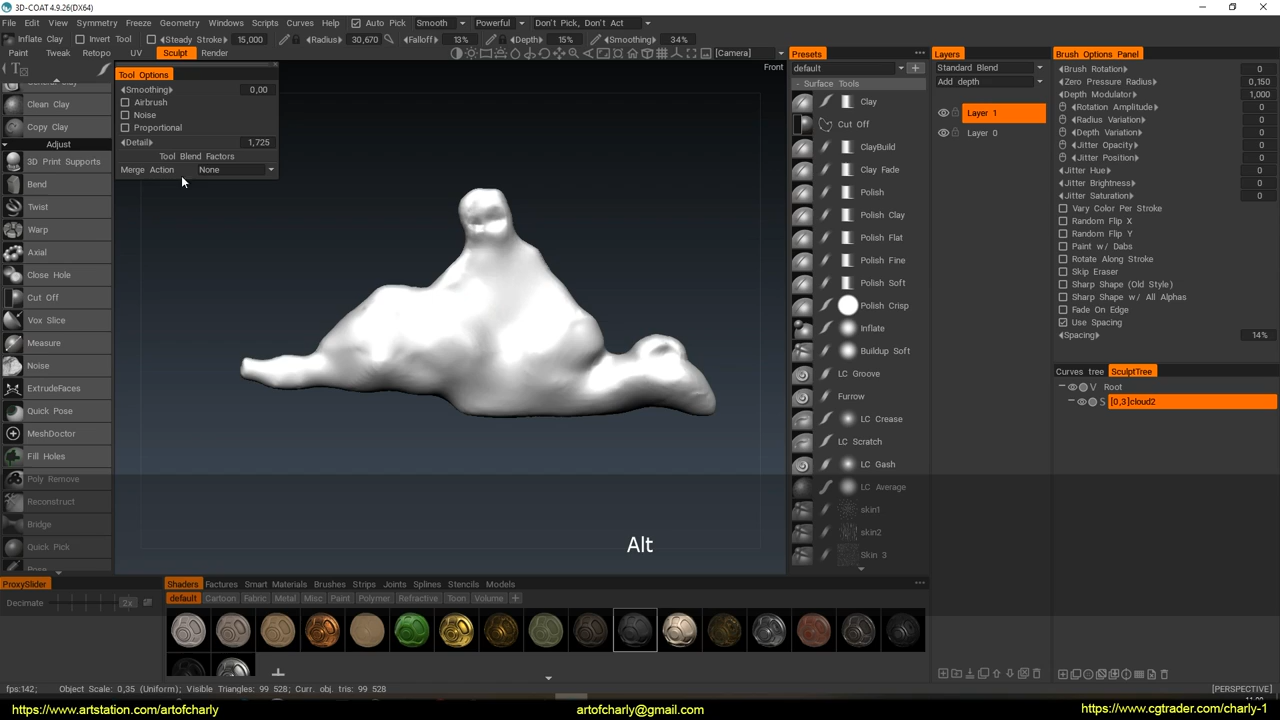 3D-COAT 4.9.26(DX64)
File Edit View Symmetry Freeze Geometry Windows Scripts Curves Auto Pick Smooth Powerful Don't Pick, Don't Act
Inflate Clay Invert Tool Steady Stroke 15,000 Radius 30,670 Falloff 13% Depth 15% Smoothing 34%
Paint Tweak Retopo UV Sculpt Render [Camera]
Front
Tool Options
Smoothing 0,00
Airbrush
Noise
Proportional
Detail 1,725
Tool Blend Factors
Merge Action None
Clean Clay
Copy Clay
Adjust
3D Print Supports
Bend
Twist
Warp
Axial
Close Hole
Cut Off
Vox Slice
Measure
Noise
ExtrudeFaces
Quick Pose
MeshDoctor
Fill Holes
Poly Remove
Reconstruct
Bridge
Quick Pick
Pose
Alt
Presets
default
Surface Tools
Clay
Cut Off
ClayBuild
Clay Fade
Polish
Polish Clay
Polish Flat
Polish Fine
Polish Soft
Polish Crisp
Inflate
Buildup Soft
LC Groove
Furrow
LC Crease
LC Scratch
LC Gash
LC Average
skin1
skin2
Skin 3
Layers
Standard Blend
Add depth
Layer 1
Layer 0
Brush Options Panel
Brush Rotation 0
Zero Pressure Radius 0,150
Depth Modulator 1,000
Rotation Amplitude 0
Radius Variation 0
Depth Variation 0
Jitter Opacity 0
Jitter Position 0
Jitter Hue 0
Jitter Brightness 0
Jitter Saturation 0
Vary Color Per Stroke
Random Flip X
Random Flip Y
Paint w/ Dabs
Rotate Along Stroke
Skip Eraser
Sharp Shape (Old Style)
Sharp Shape w/ All Alphas
Fade On Edge
Use Spacing
Spacing 14%
Curves tree SculptTree
V Root
S [0,3]cloud2
ProxySlider
Decimate 2x
Shaders Factures Smart Materials Brushes Strips Joints Splines Stencils Models
default Cartoon Fabric Metal Misc Paint Polymer Refractive Toon Volume
fps:142; Object Scale: 0,35 (Uniform); Visible Triangles: 99 528; Curr. obj. tris: 99 528
[PERSPECTIVE]
https://www.artstation.com/artofcharly artofcharly@gmail.com https://www.cgtrader.com/charly-1